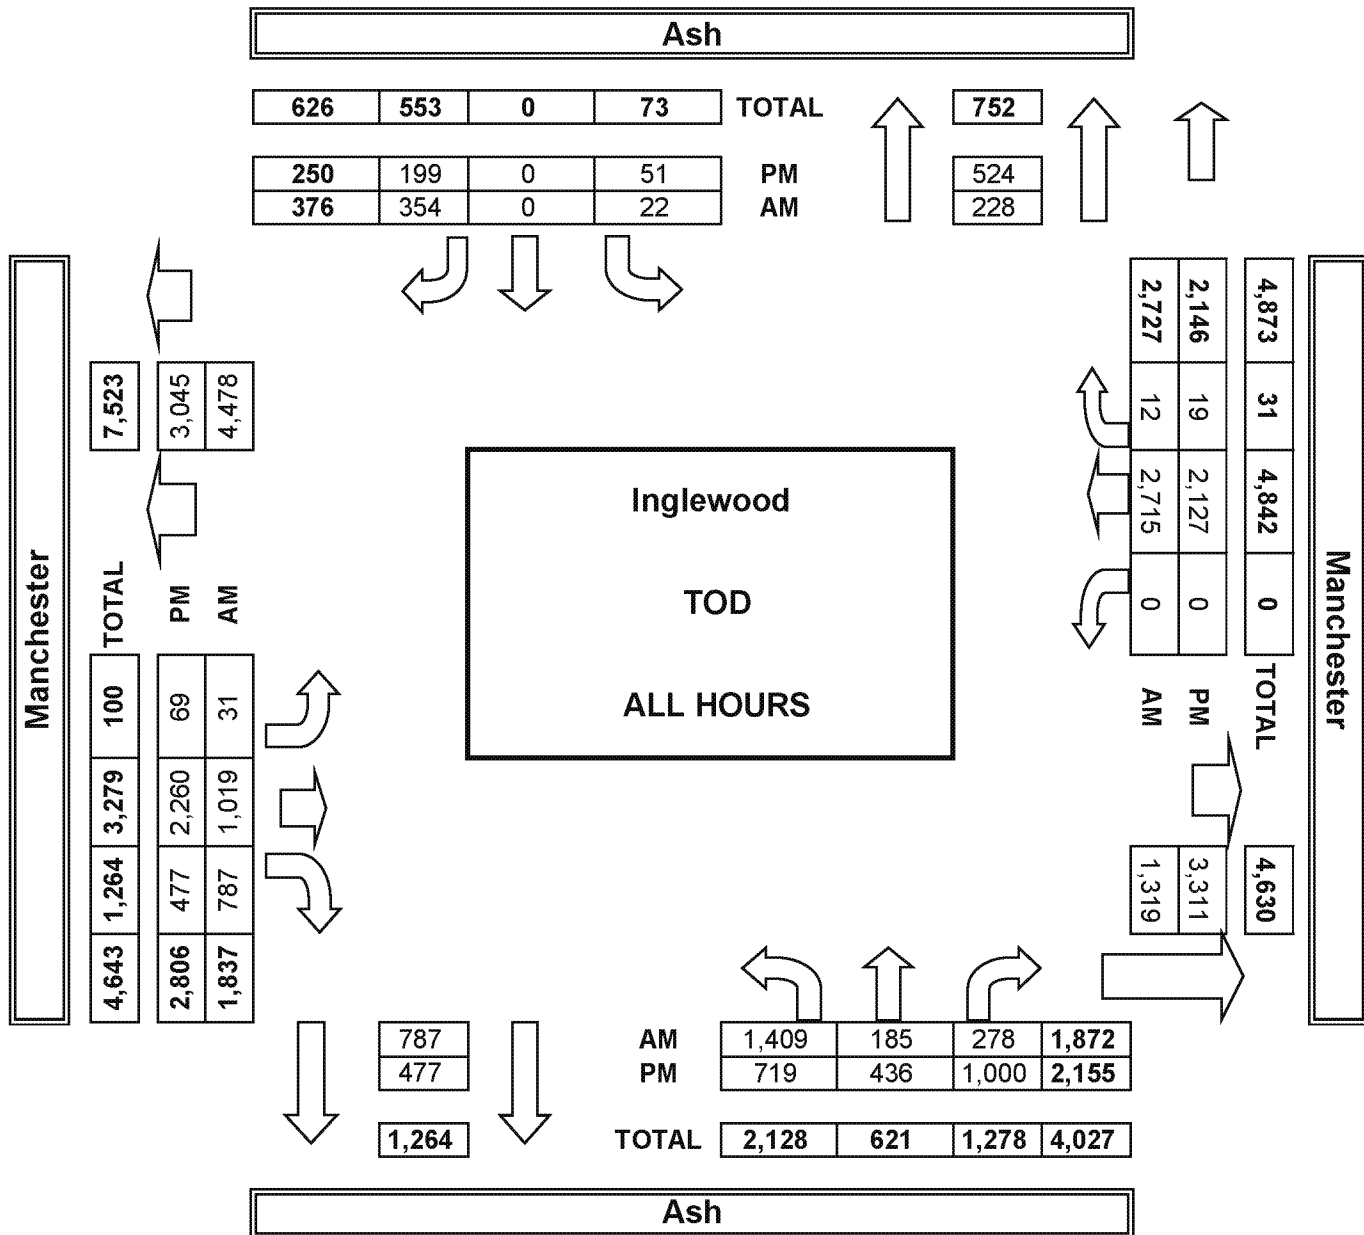 Ash
626 553 0 73 TOTAL 752
250 199 0 51 PM 524
376 354 0 22 AM 228
Manchester
7,523
3,045
4,478
TOTAL
PM
AM
100 3,279 1,264 4,643
69 2,260 477 2,806
31 1,019 787 1,837
Inglewood
TOD
ALL HOURS
4,873 31 4,842 0
2,146 19 2,127 0
2,727 12 2,715 0
TOTAL
PM
AM
4,630
3,311
1,319
Manchester
787 AM 1,409 185 278 1,872
477 PM 719 436 1,000 2,155
1,264 TOTAL 2,128 621 1,278 4,027
Ash